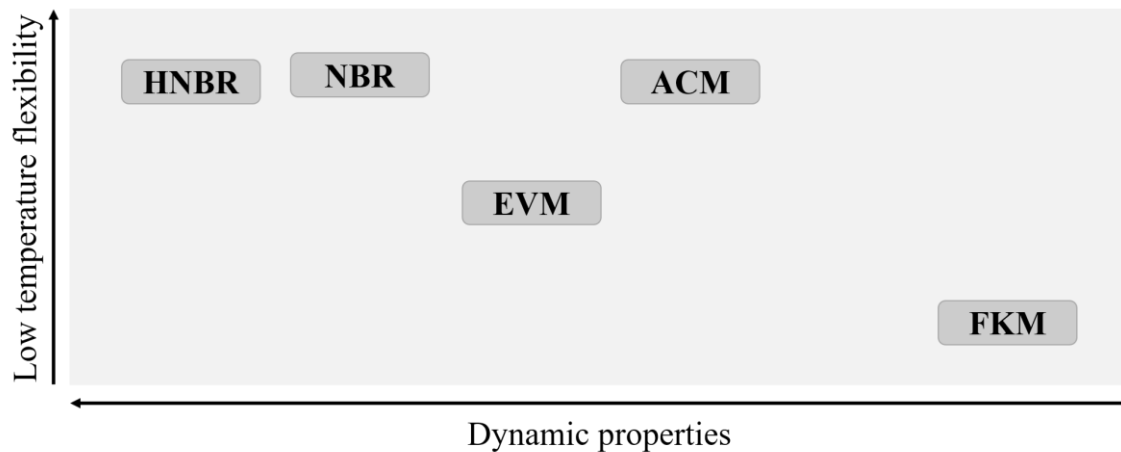 Low temperature flexibility
HNBR
NBR
ACM
EVM
FKM
Dynamic properties